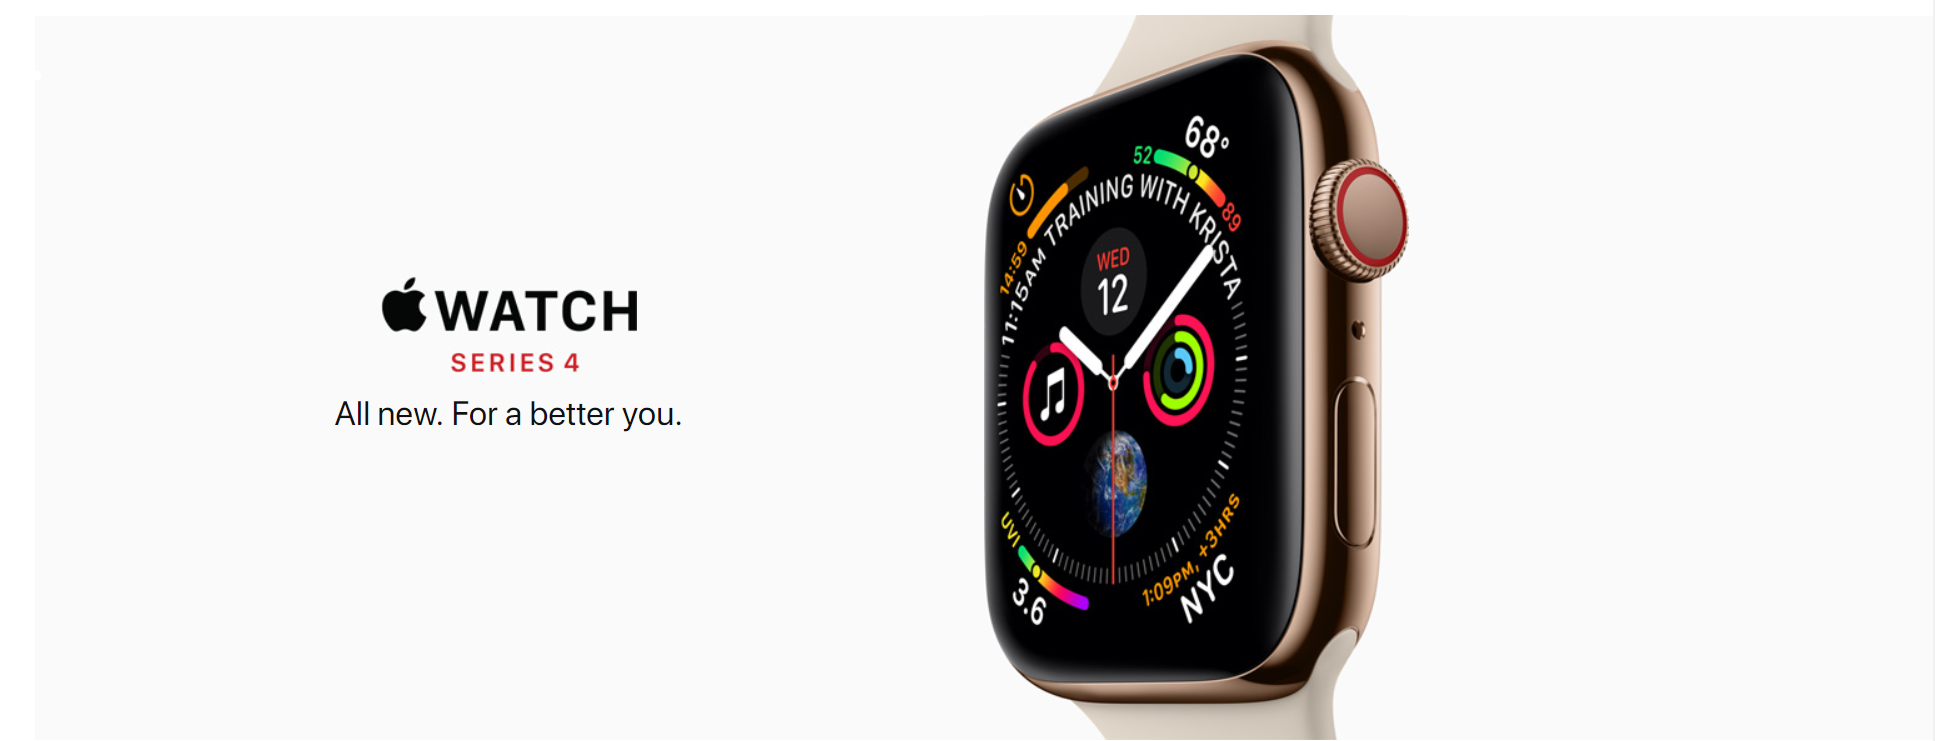 WATCH
SERIES 4
All new. For a better you.
68°
52
89
14:59
11:15AM TRAINING WITH KRISTA
WED
12
UVI
3.6
1:09PM, +3HRS
NYC